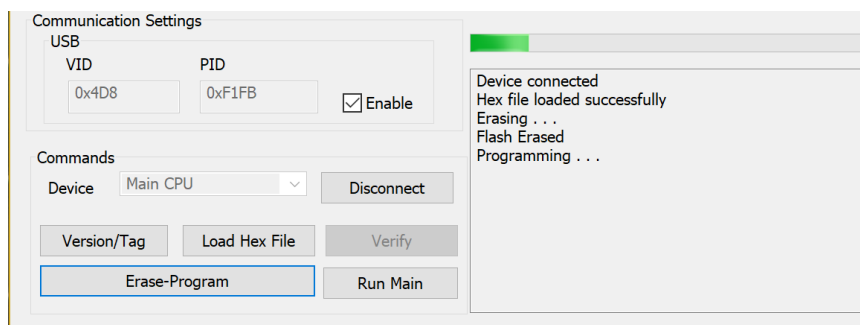 Communication Settings
USB
VID
PID
0x4D8
0xF1FB
Enable
Commands
Device
Main CPU
Disconnect
Version/Tag
Load Hex File
Verify
Erase-Program
Run Main
Device connected
Hex file loaded successfully
Erasing . . .
Flash Erased
Programming . . .